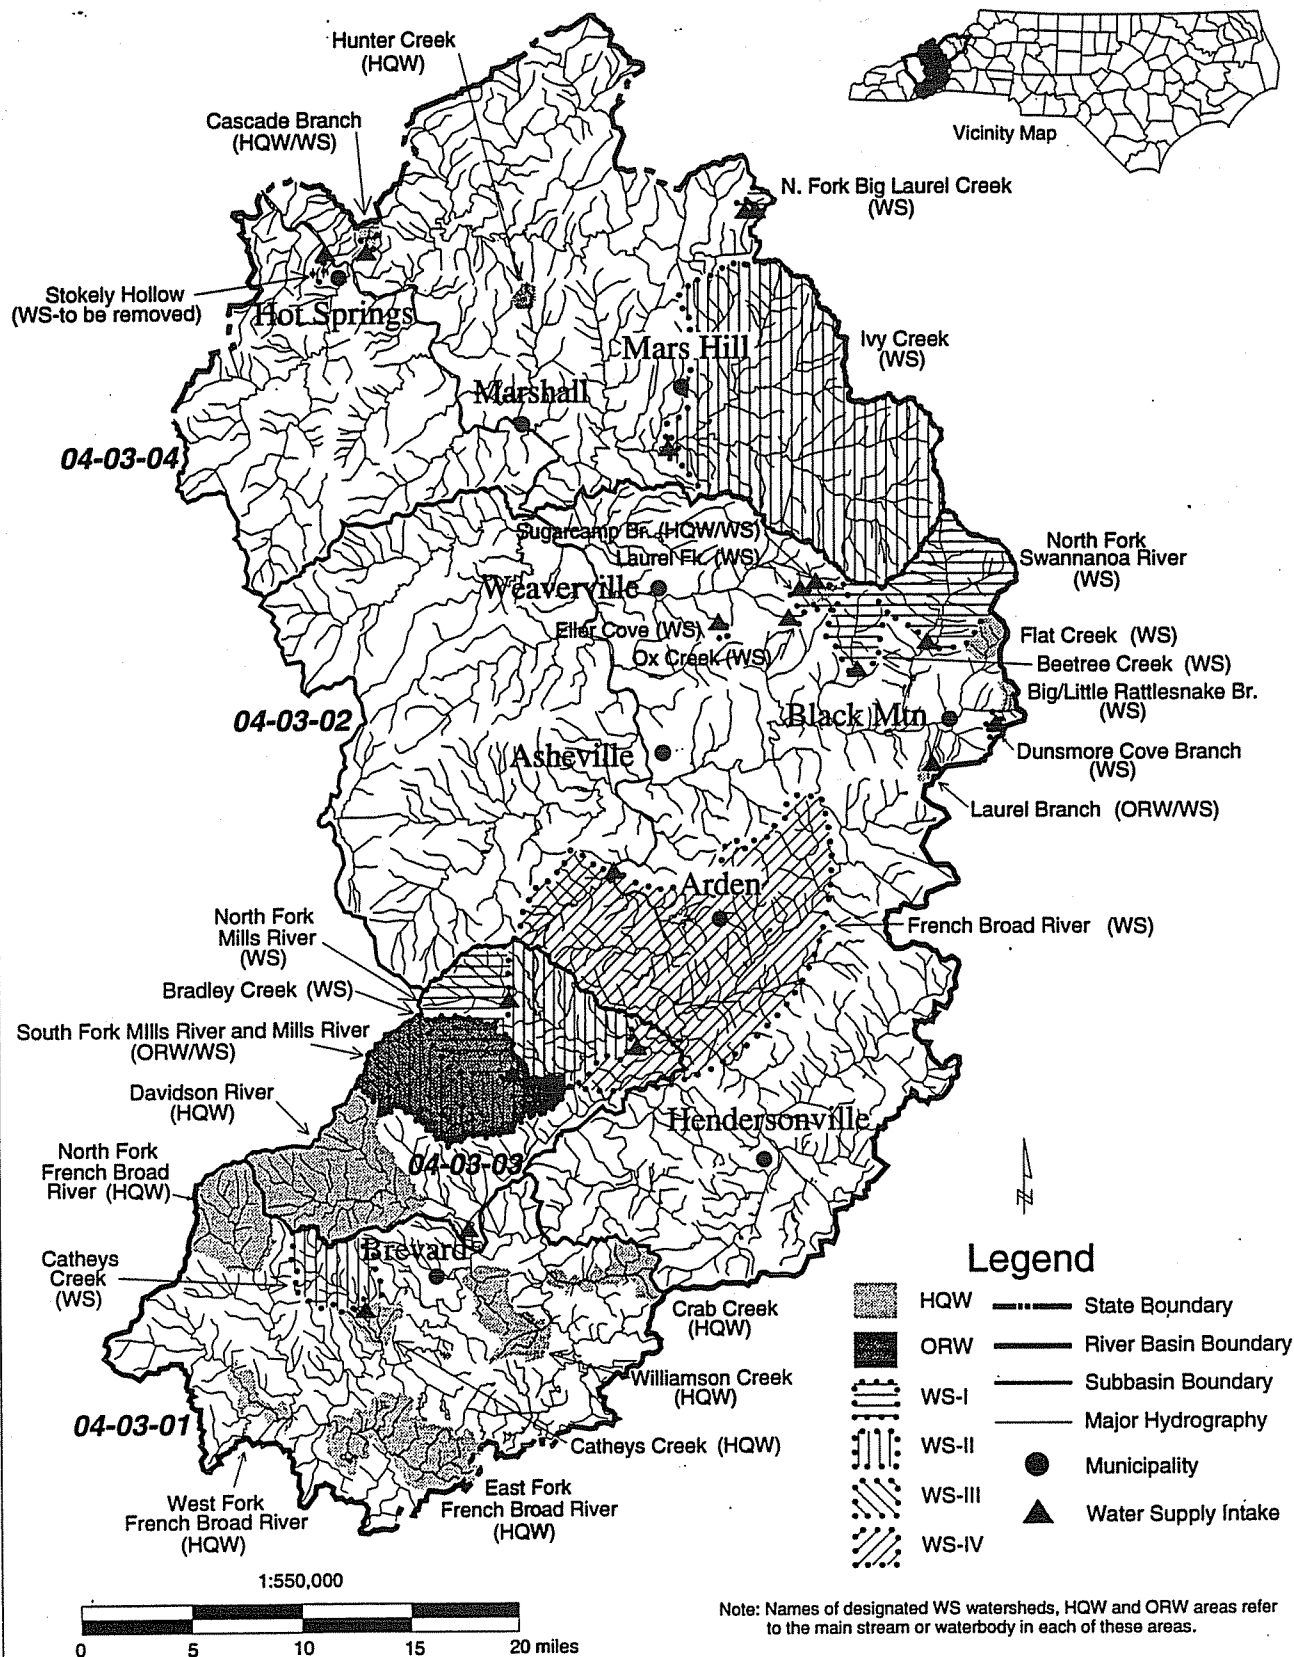 Hunter Creek
(HQW)
Cascade Branch
(HQW/WS)
Vicinity Map
N. Fork Big Laurel Creek
(WS)
Stokely Hollow
(WS-to be removed)
Hot Springs
Mars Hill
Ivy Creek
(WS)
Marshall
04-03-04
Sugarcamp Br. (HQW/WS)
Laurel Fk. (WS)
North Fork
Swannanoa River
(WS)
Weaverville
Eller Cove (WS)
Ox Creek (WS)
Flat Creek (WS)
Beetree Creek (WS)
Big/Little Rattlesnake Br.
(WS)
04-03-02
Black Mtn
Asheville
Dunsmore Cove Branch
(WS)
Laurel Branch (ORW/WS)
Arden
North Fork
Mills River
(WS)
French Broad River (WS)
Bradley Creek (WS)
South Fork Mills River and Mills River
(ORW/WS)
Davidson River
(HQW)
Hendersonville
North Fork
French Broad
River (HQW)
04-03-03
N
Catheys
Creek
(WS)
Brevard
Crab Creek
(HQW)
Williamson Creek
(HQW)
04-03-01
Catheys Creek (HQW)
West Fork
French Broad River
(HQW)
East Fork
French Broad River
(HQW)
Legend
HQW
ORW
WS-I
WS-II
WS-III
WS-IV
State Boundary
River Basin Boundary
Subbasin Boundary
Major Hydrography
Municipality
Water Supply Intake
1:550,000
0 5 10 15 20 miles
Note: Names of designated WS watersheds, HQW and ORW areas refer
to the main stream or waterbody in each of these areas.